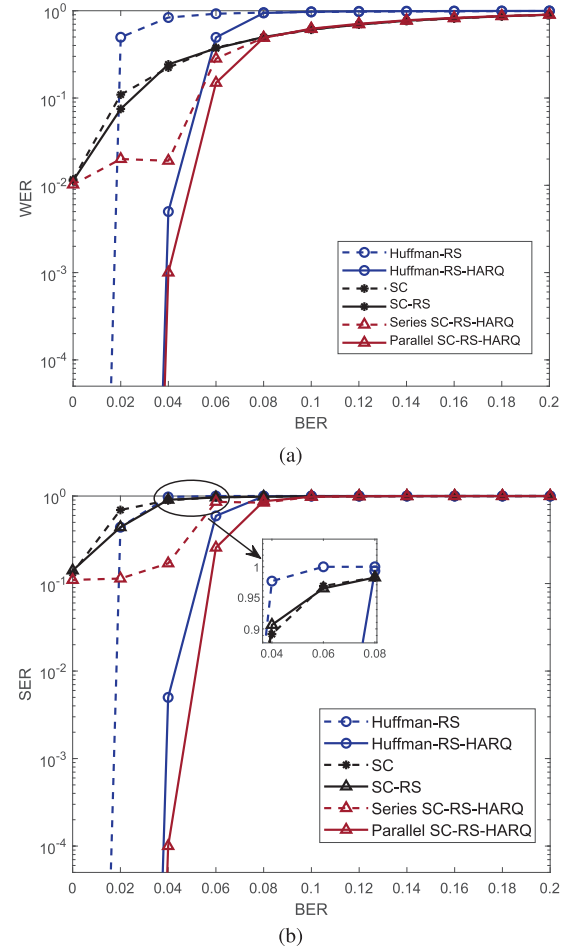 10^0
10^-1
10^-2
10^-3
10^-4
WER
Huffman-RS
Huffman-RS-HARQ
SC
SC-RS
Series SC-RS-HARQ
Parallel SC-RS-HARQ
0 0.02 0.04 0.06 0.08 0.1 0.12 0.14 0.16 0.18 0.2
BER
(a)
10^0
10^-1
10^-2
10^-3
10^-4
SER
1
0.95
0.9
0.04 0.06 0.08
Huffman-RS
Huffman-RS-HARQ
SC
SC-RS
Series SC-RS-HARQ
Parallel SC-RS-HARQ
0 0.02 0.04 0.06 0.08 0.1 0.12 0.14 0.16 0.18 0.2
BER
(b)